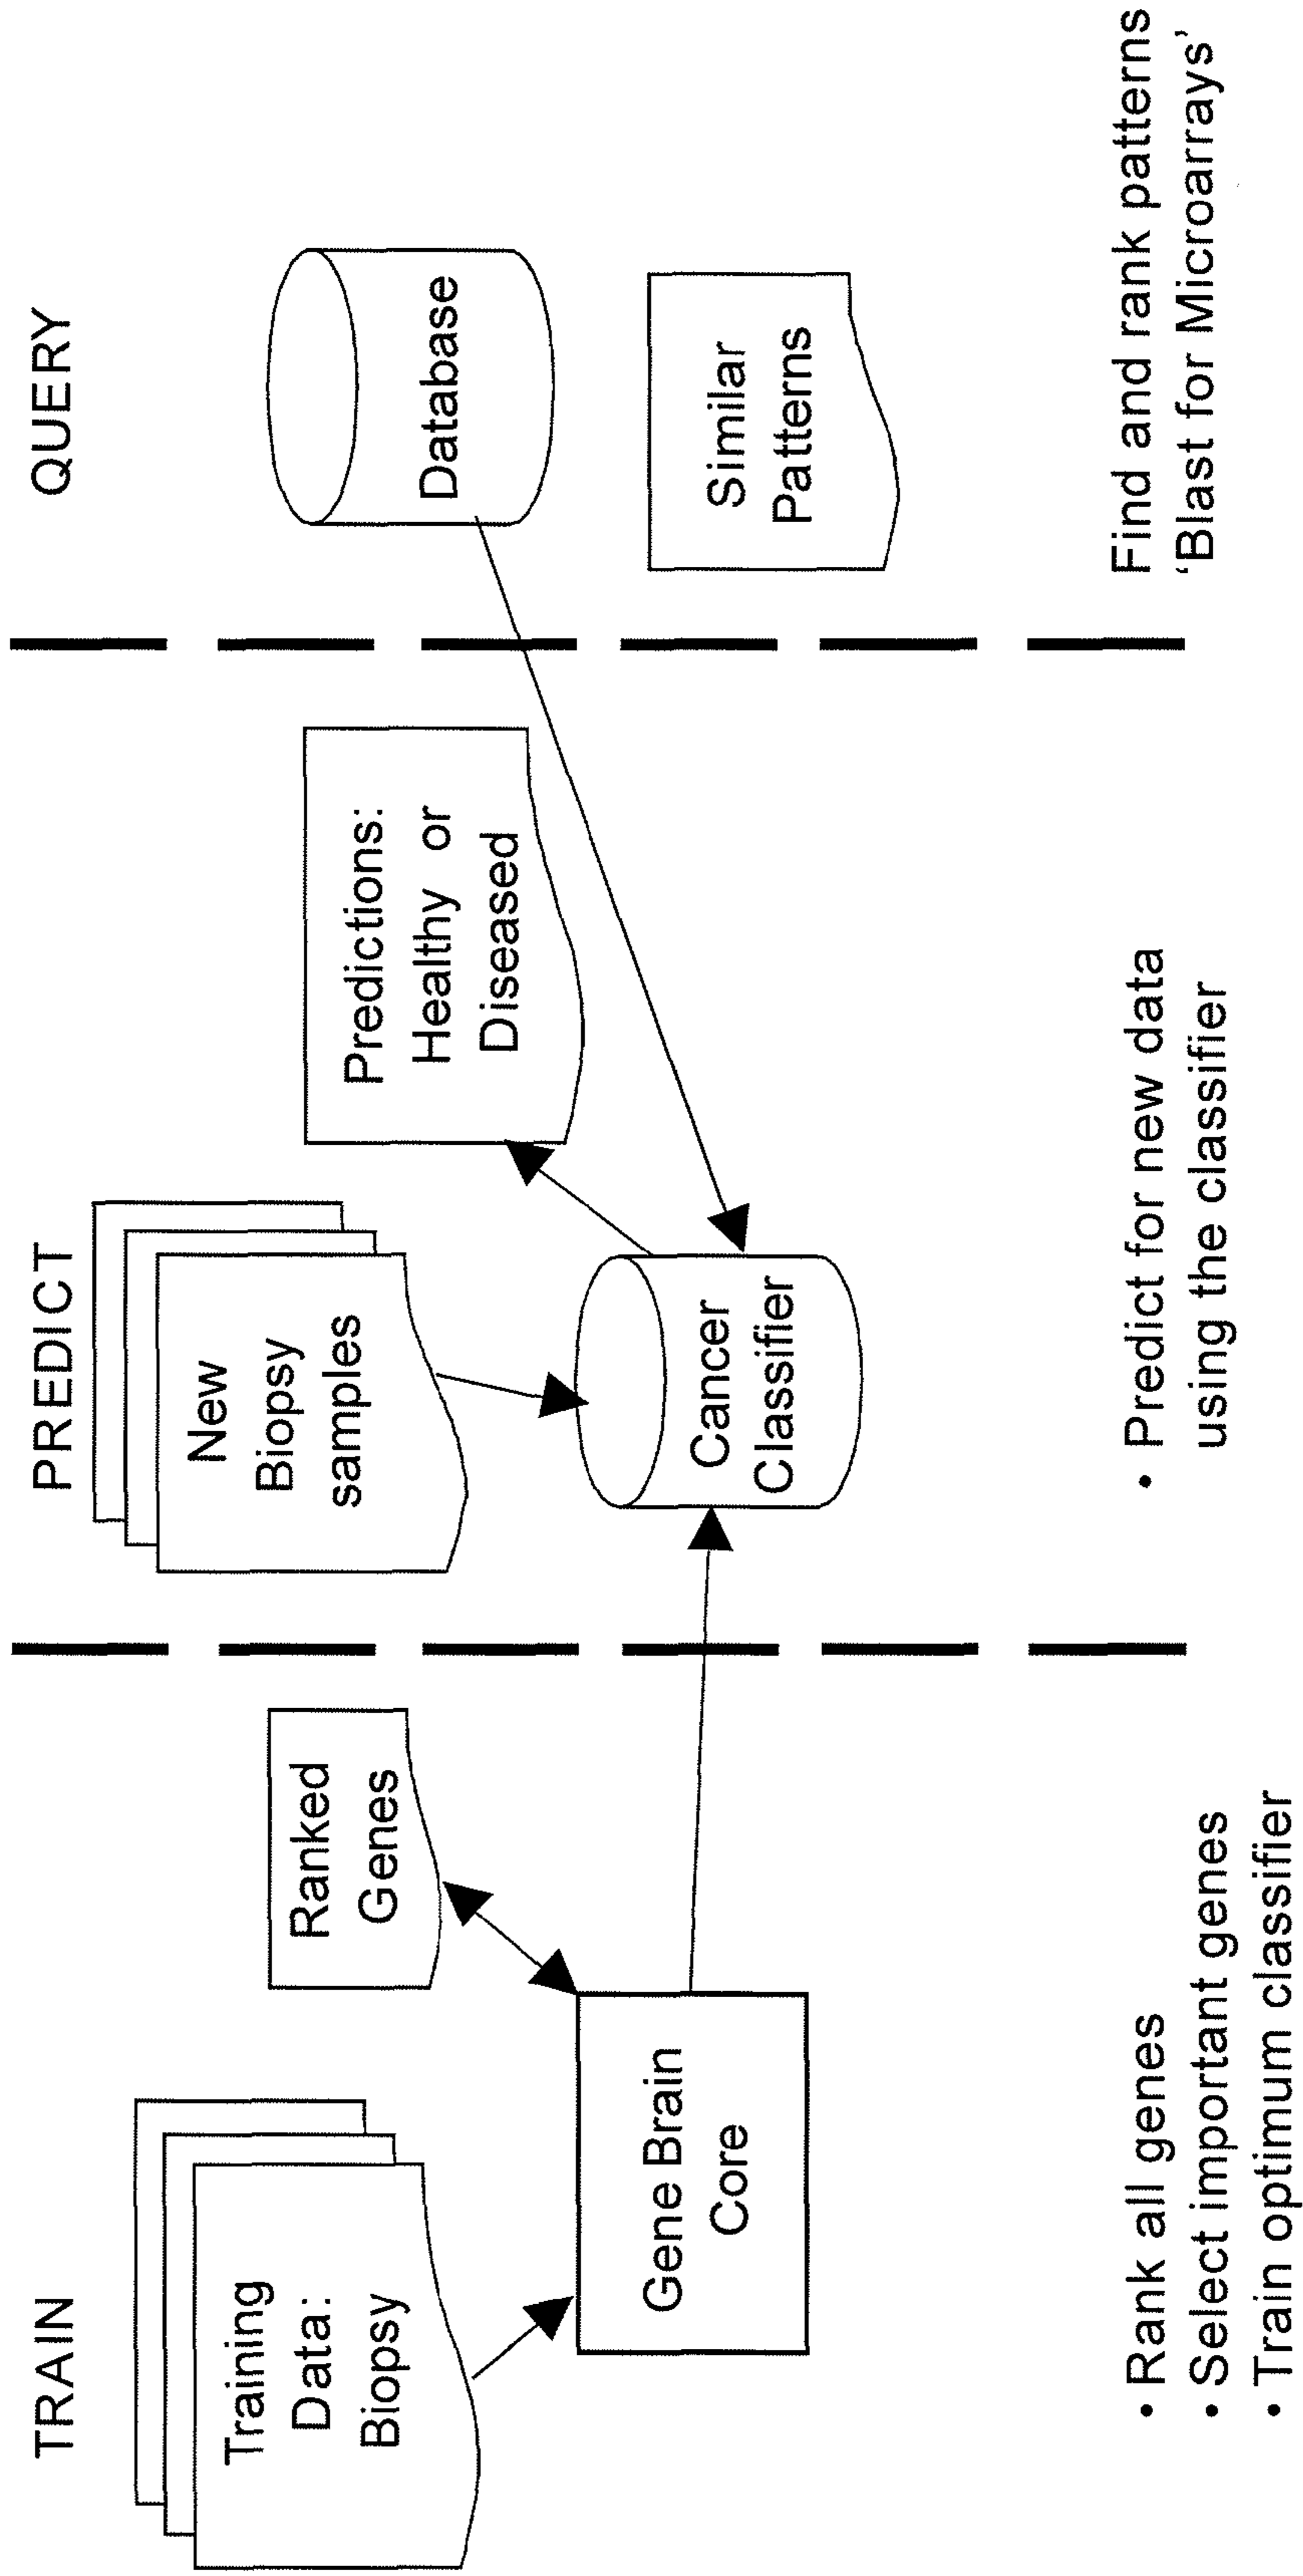 TRAIN
Training
Data:
Biopsy
Ranked
Genes
Gene Brain
Core
• Rank all genes
• Select important genes
• Train optimum classifier
PREDICT
New
Biopsy
samples
Predictions:
Healthy or
Diseased
Cancer
Classifier
• Predict for new data
using the classifier
QUERY
Database
Similar
Patterns
Find and rank patterns
‘Blast for Microarrays’